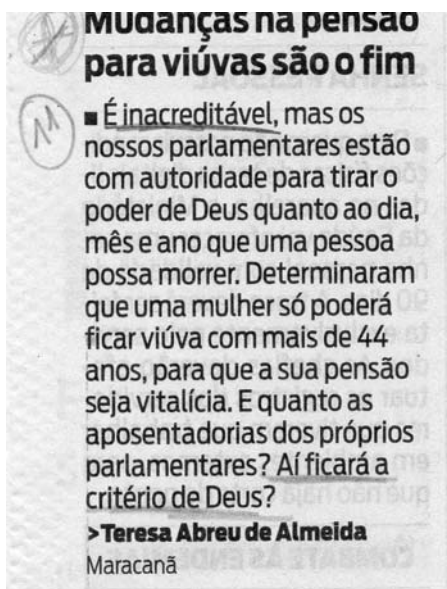 11
Mudanças na pensão
para viúvas são o fim
■ É inacreditável, mas os
nossos parlamentares estão
com autoridade para tirar o
poder de Deus quanto ao dia,
mês e ano que uma pessoa
possa morrer. Determinaram
que uma mulher só poderá
ficar viúva com mais de 44
anos, para que a sua pensão
seja vitalícia. E quanto as
aposentadorias dos próprios
parlamentares? Aí ficará a
critério de Deus?
>Teresa Abreu de Almeida
Maracanã